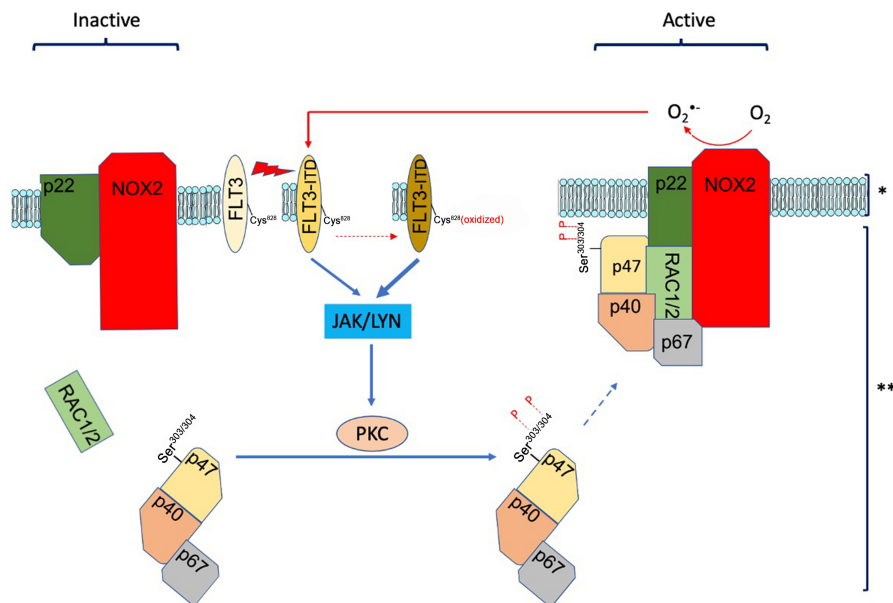 Inactive
Active
O2•-
O2
p22
NOX2
FLT3
Cys828
FLT3-ITD
Cys828
FLT3-ITD
Cys828(oxidized)
p22
NOX2
*
P
P
Ser303/304
p47
RAC1/2
p40
p67
JAK/LYN
**
RAC1/2
PKC
Ser303/304
p47
p40
p67
P
P
Ser303/304
p47
p40
p67